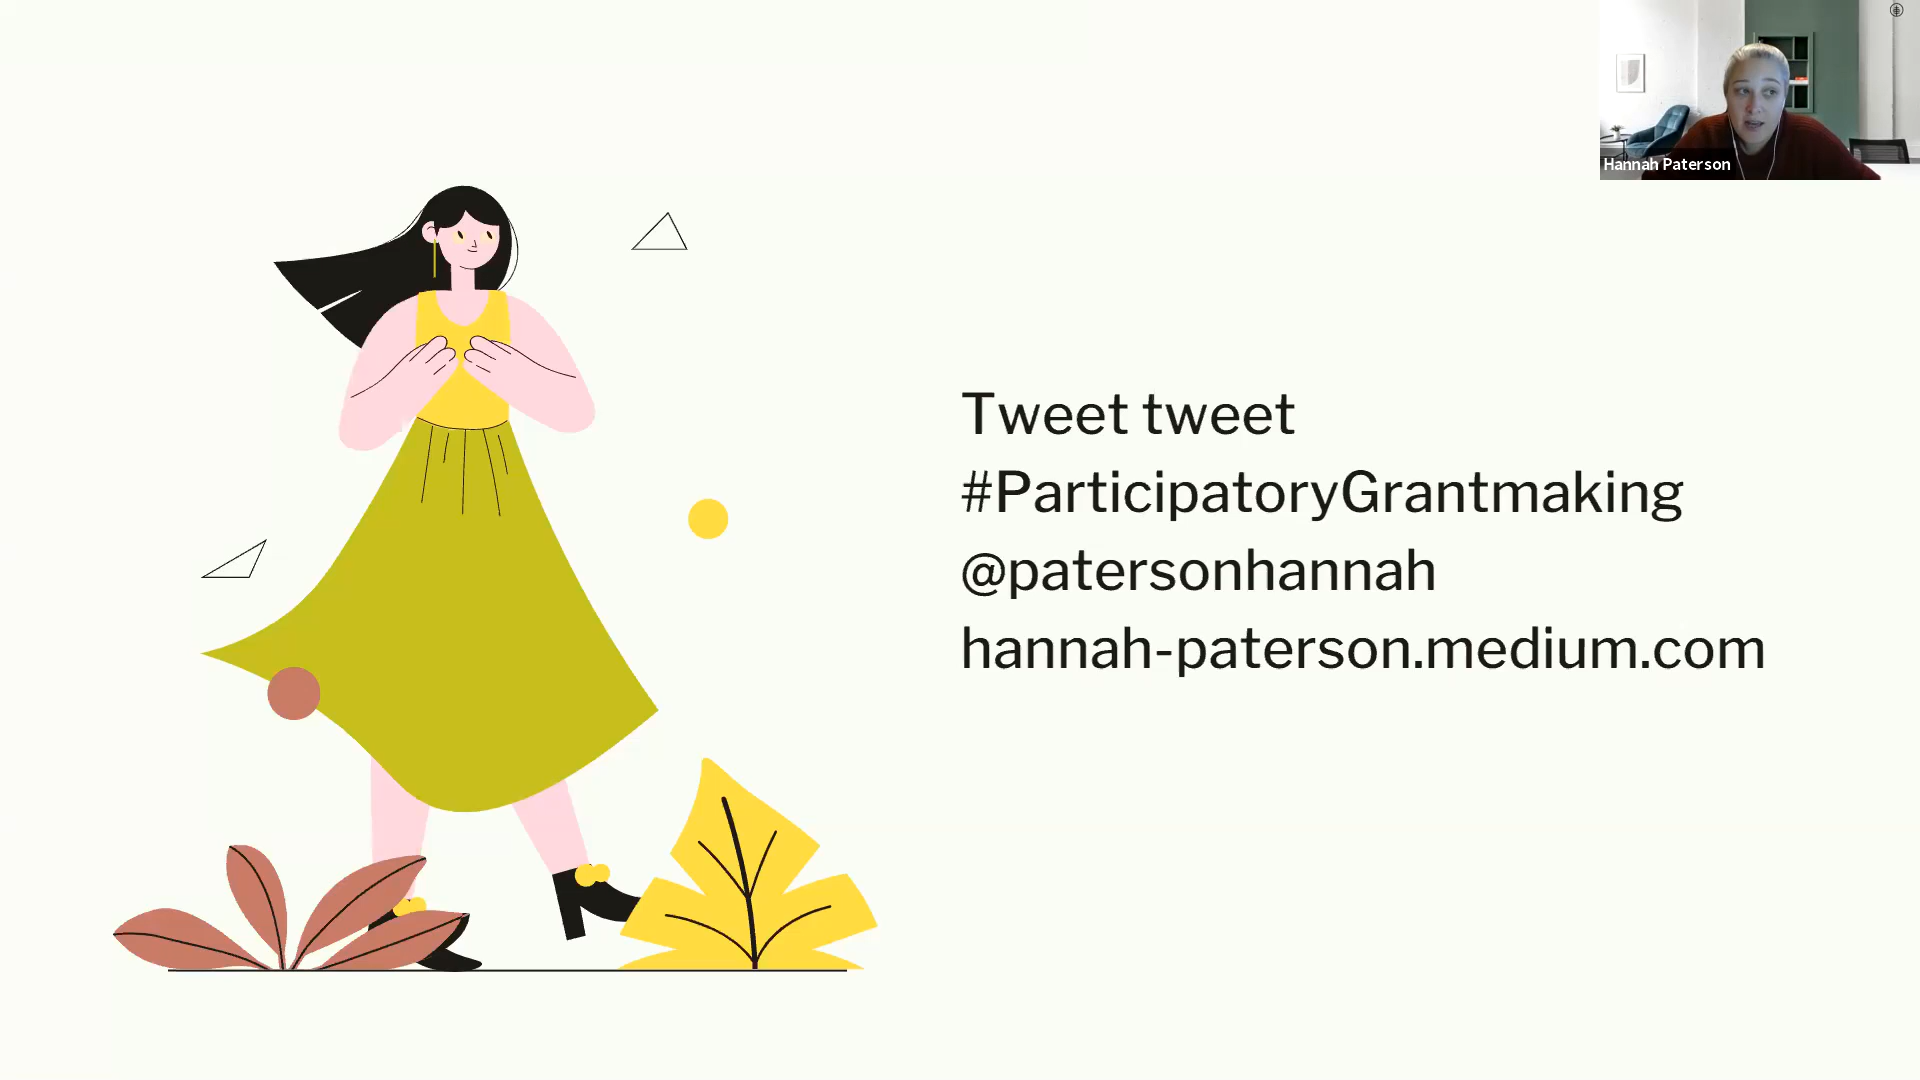 Hannah Paterson
Tweet tweet
#ParticipatoryGrantmaking
@patersonhannah
hannah-paterson.medium.com